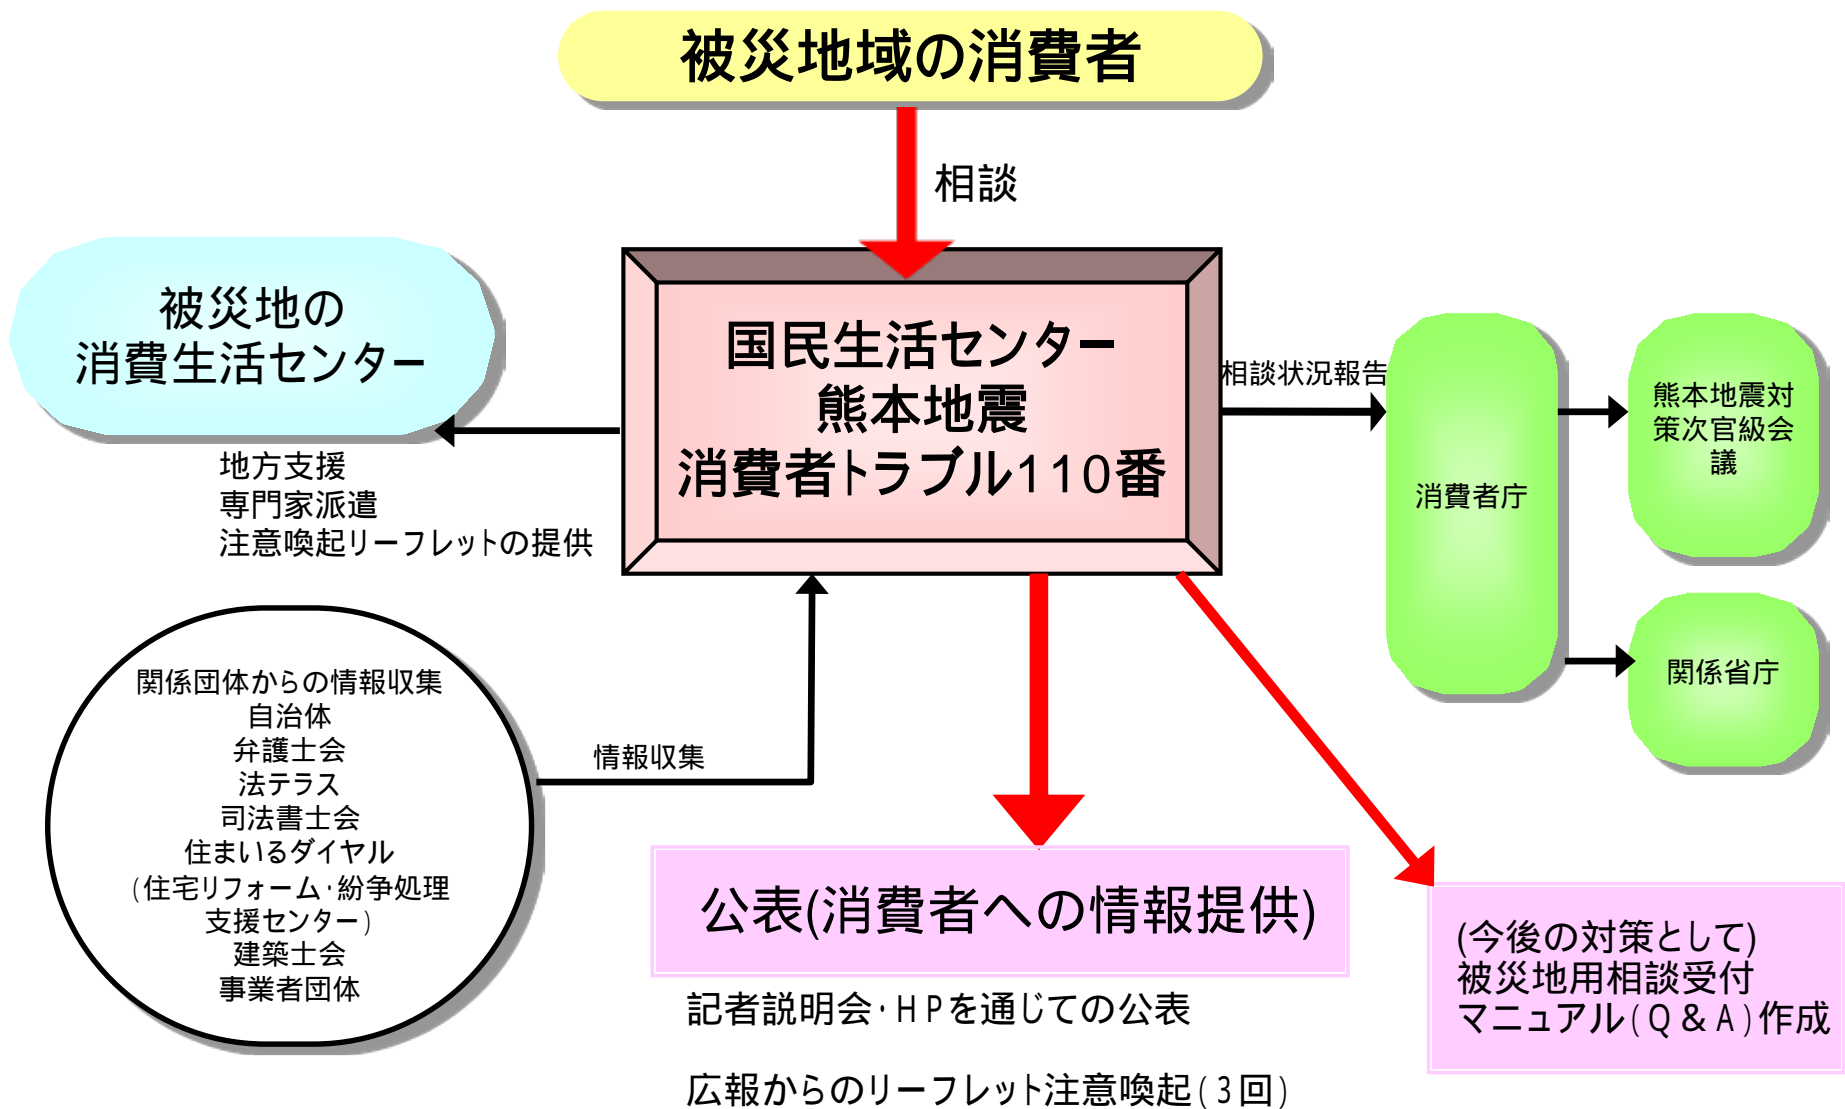 被災地域の消費者
相談
被災地の
消費生活センター
国民生活センター
熊本地震
消費者トラブル110番
相談状況報告
消費者庁
熊本地震対
策次官級会
議
関係省庁
地方支援
専門家派遣
注意喚起リーフレットの提供
関係団体からの情報収集
自治体
弁護士会
法テラス
司法書士会
住まいるダイヤル
(住宅リフォーム・紛争処理
支援センター)
建築士会
事業者団体
情報収集
公表(消費者への情報提供)
記者説明会・HPを通じての公表
広報からのリーフレット注意喚起(3回)
(今後の対策として)
被災地用相談受付
マニュアル(Q&A)作成